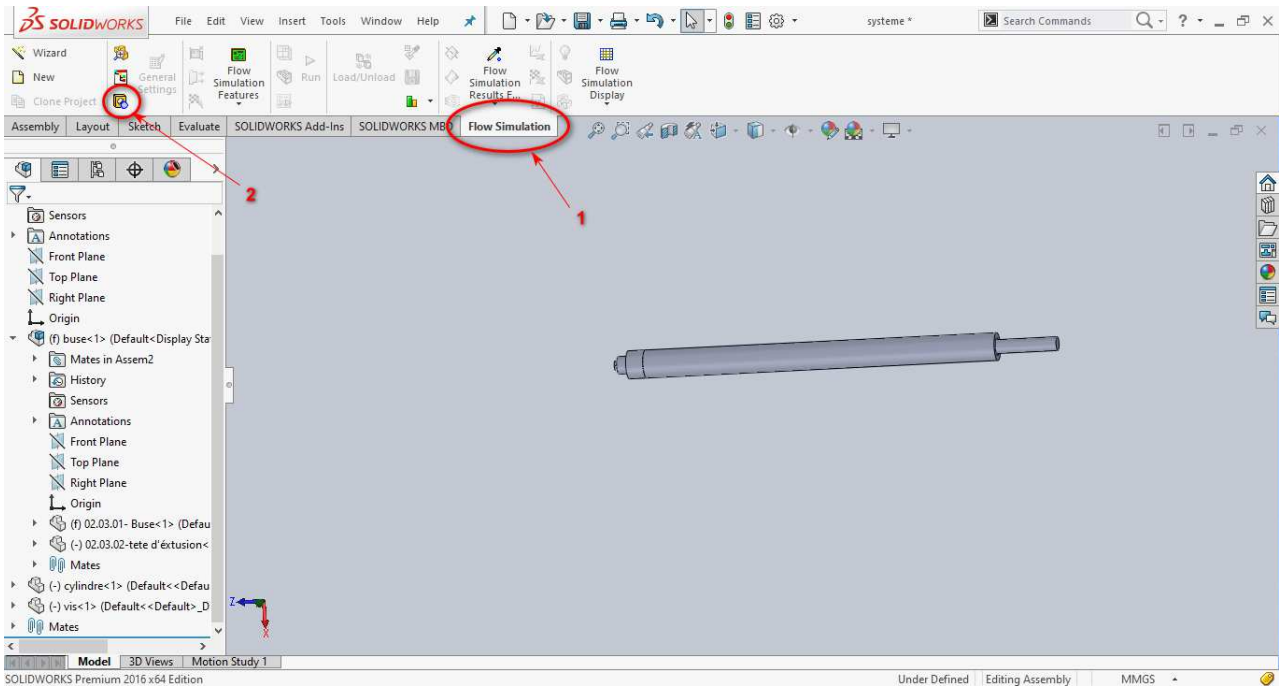 SOLIDWORKS File Edit View Insert Tools Window Help systeme * Search Commands ?
Wizard
New
Clone Project
General Settings
Flow Simulation Features
Run
Load/Unload
Flow Simulation Results F...
Flow Simulation Display
Assembly Layout Sketch Evaluate SOLIDWORKS Add-Ins SOLIDWORKS MBD Flow Simulation
2
1
Sensors
Annotations
Front Plane
Top Plane
Right Plane
Origin
(f) buse<1> (Default<Display Sta
Mates in Assem2
History
Sensors
Annotations
Front Plane
Top Plane
Right Plane
Origin
(f) 02.03.01- Buse<1> (Defau
(-) 02.03.02-tete d'éxtusion<
Mates
(-) cylindre<1> (Default<<Defau
(-) vis<1> (Default<<Default>_D
Mates
Z
X
Model 3D Views Motion Study 1
SOLIDWORKS Premium 2016 x64 Edition Under Defined Editing Assembly MMGS